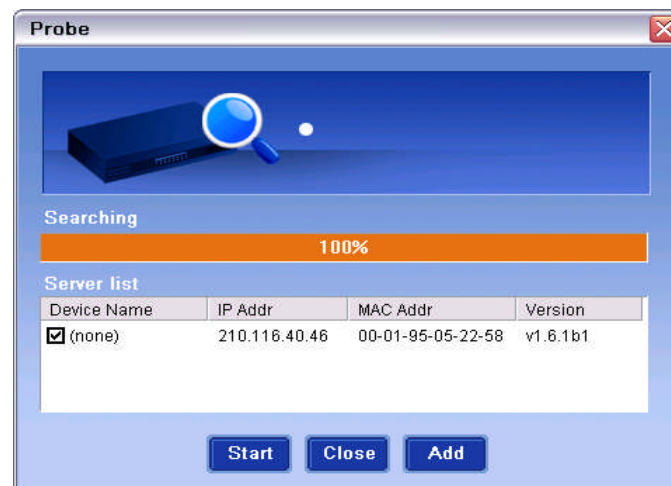 Probe
Searching
100%
Server list
Device Name IP Addr MAC Addr Version
(none) 210.116.40.46 00-01-95-05-22-58 v1.6.1b1
Start Close Add